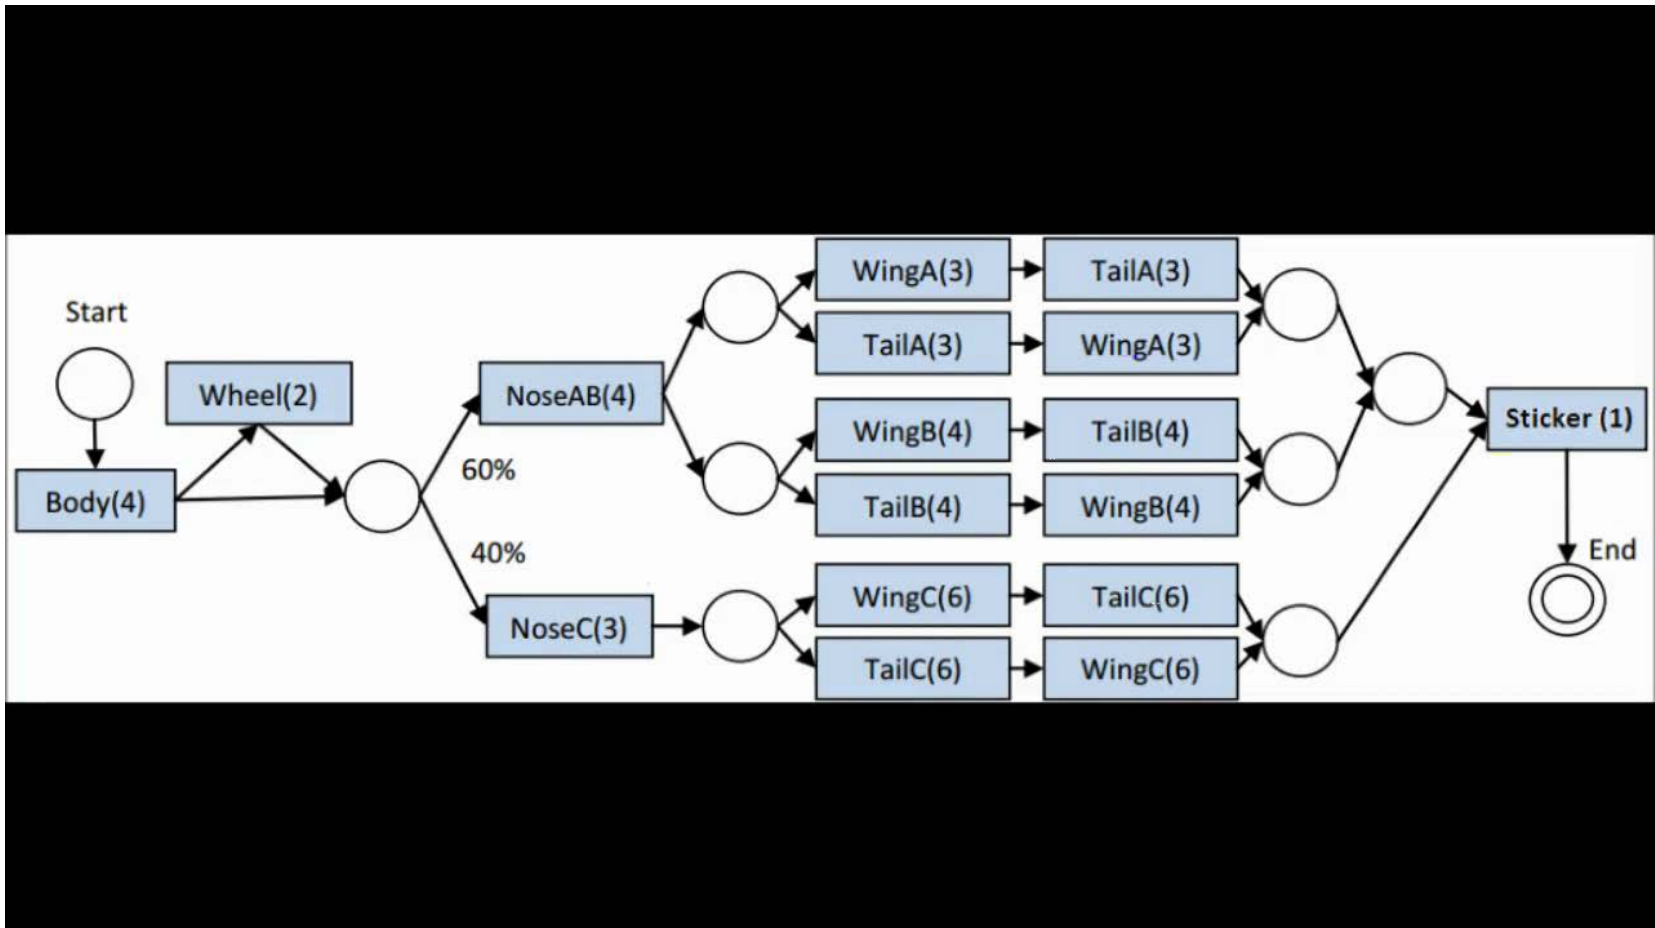 Start
Wheel(2)
Body(4)
60%
40%
NoseAB(4)
NoseC(3)
WingA(3)
TailA(3)
TailA(3)
WingA(3)
WingB(4)
TailB(4)
TailB(4)
WingB(4)
WingC(6)
TailC(6)
TailC(6)
WingC(6)
Sticker (1)
End